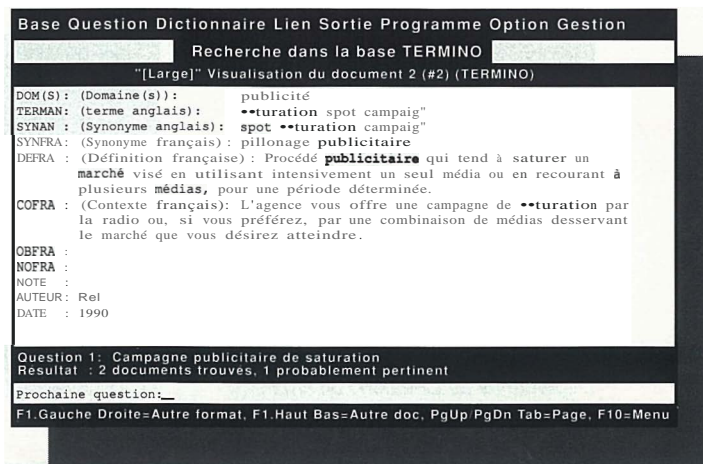 Base Question Dictionnaire Lien Sortie Programme Option Gestion
Recherche dans la base TERMINO
"[Large]" Visualisation du document 2 (#2) (TERMINO)
DOM(S): (Domaine(s)): publicité
TERMAN: (terme anglais): ••turation spot campaig"
SYNAN : (Synonyme anglais): spot ••turation campaig"
SYNFRA: (Synonyme français) : pillonage publicitaire
DEFRA : (Définition française) : Procédé publicitaire qui tend à saturer un
marché visé en utilisant intensivement un seul média ou en recourant à
plusieurs médias, pour une période déterminée.
COFRA : (Contexte français): L'agence vous offre une campagne de ••turation par
la radio ou, si vous préférez, par une combinaison de médias desservant
le marché que vous désirez atteindre.
OBFRA :
NOFRA :
NOTE :
AUTEUR: Rel
DATE : 1990
Question 1: Campagne publicitaire de saturation
Résultat : 2 documents trouvés, 1 probablement pertinent
Prochaine question:_
F1.Gauche Droite=Autre format, F1.Haut Bas=Autre doc, PgUp/PgDn Tab=Page, F10=Menu